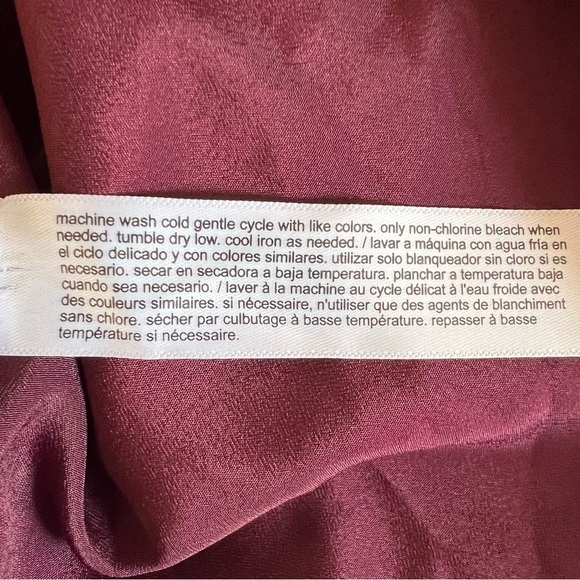 machine wash cold gentle cycle with like colors. only non-chlorine bleach when
needed. tumble dry low. cool iron as needed. / lavar a máquina con agua fría en
el ciclo delicado y con colores similares. utilizar solo blanqueador sin cloro si es
necesario. secar en secadora a baja temperatura. planchar a temperatura baja
cuando sea necesario. / laver à la machine au cycle délicat à l'eau froide avec
des couleurs similaires. si nécessaire, n'utiliser que des agents de blanchiment
sans chlore. sécher par culbutage à basse température. repasser à basse
température si nécessaire.